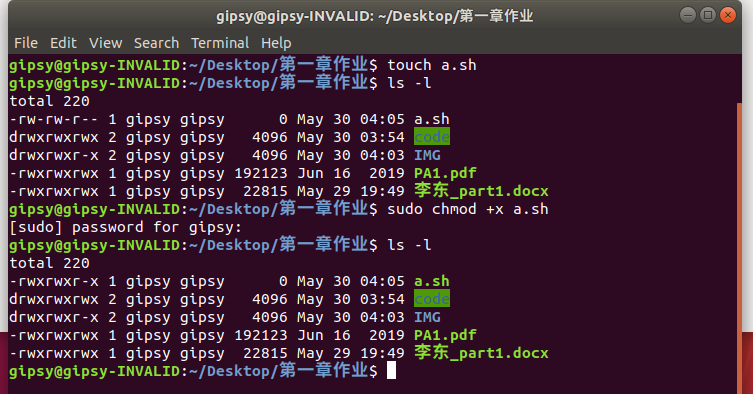 gipsy@gipsy-INVALID: ~/Desktop/第一章作业
File Edit View Search Terminal Help
gipsy@gipsy-INVALID:~/Desktop/第一章作业$ touch a.sh
gipsy@gipsy-INVALID:~/Desktop/第一章作业$ ls -l
total 220
-rw-rw-r-- 1 gipsy gipsy      0 May 30 04:05 a.sh
drwxrwxrwx 2 gipsy gipsy   4096 May 30 03:54 code
drwxrwxr-x 2 gipsy gipsy   4096 May 30 04:03 IMG
-rwxrwxrwx 1 gipsy gipsy 192123 Jun 16  2019 PA1.pdf
-rwxrwxrwx 1 gipsy gipsy  22815 May 29 19:49 李东_part1.docx
gipsy@gipsy-INVALID:~/Desktop/第一章作业$ sudo chmod +x a.sh
[sudo] password for gipsy:
gipsy@gipsy-INVALID:~/Desktop/第一章作业$ ls -l
total 220
-rwxrwxr-x 1 gipsy gipsy      0 May 30 04:05 a.sh
drwxrwxrwx 2 gipsy gipsy   4096 May 30 03:54 code
drwxrwxr-x 2 gipsy gipsy   4096 May 30 04:03 IMG
-rwxrwxrwx 1 gipsy gipsy 192123 Jun 16  2019 PA1.pdf
-rwxrwxrwx 1 gipsy gipsy  22815 May 29 19:49 李东_part1.docx
gipsy@gipsy-INVALID:~/Desktop/第一章作业$